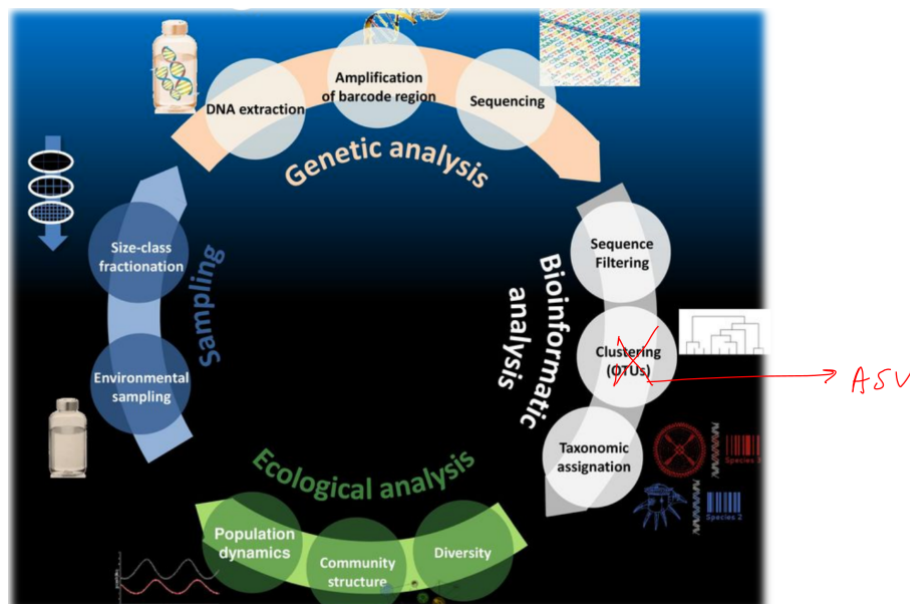 DNA extraction
Amplification
of barcode region
Sequencing
Genetic analysis
Size-class
fractionation
Environmental
sampling
Sampling
Sequence
Filtering
Clustering
(OTUs)
ASV
Taxonomic
assignation
Bioinformatic
analysis
Species 2
Diversity
Community
structure
Population
dynamics
Ecological analysis